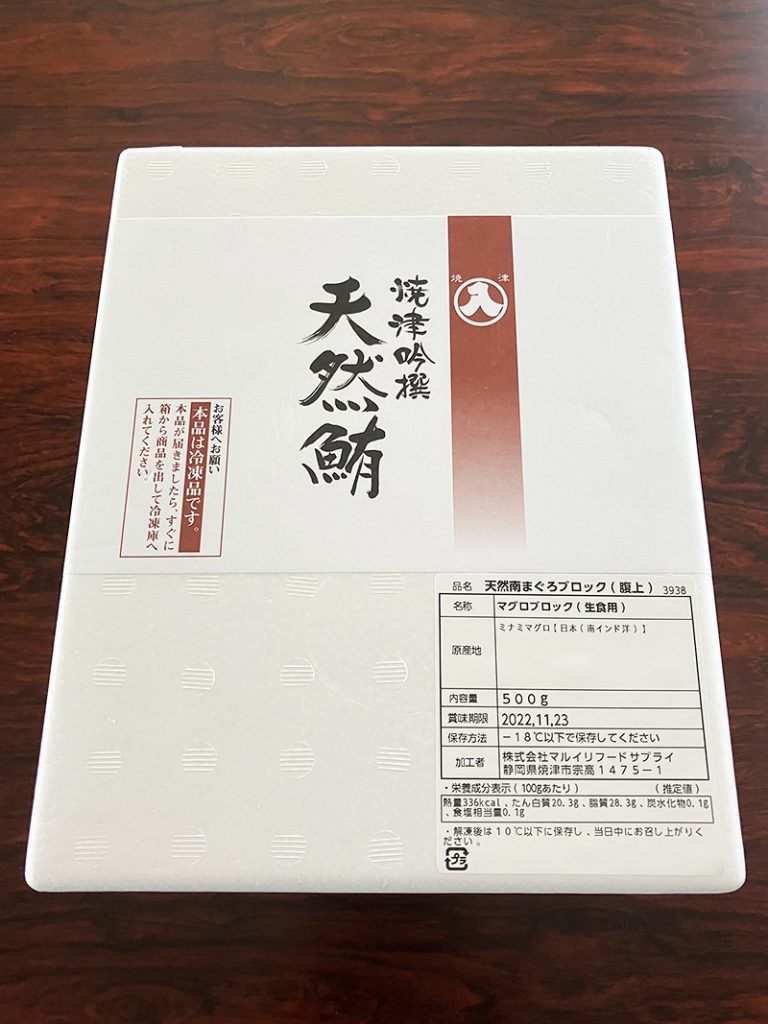 焼津
入
焼津吟撰
天然鮪
お客様へお願い
本品は冷凍品です。
本品が届きましたら、すぐに
箱から商品を出して冷凍庫へ
入れてください。
品名 天然南まぐろブロック(腹上) 3938
名称 マグロブロック(生食用)
原産地 ミナミマグロ【日本(南インド洋)】
内容量 500g
賞味期限 2022,11,23
保存方法 −18℃以下で保存してください
加工者 株式会社マルイリフードサプライ
静岡県焼津市宗高1475−1
・栄養成分表示(100gあたり) (推定値)
熱量336kcal、たん白質20.3g、脂質28.3g、炭水化物0.1g
、食塩相当量0.1g
・解凍後は10℃以下に保存し、当日中にお召し上がりく
ださい。
プラ